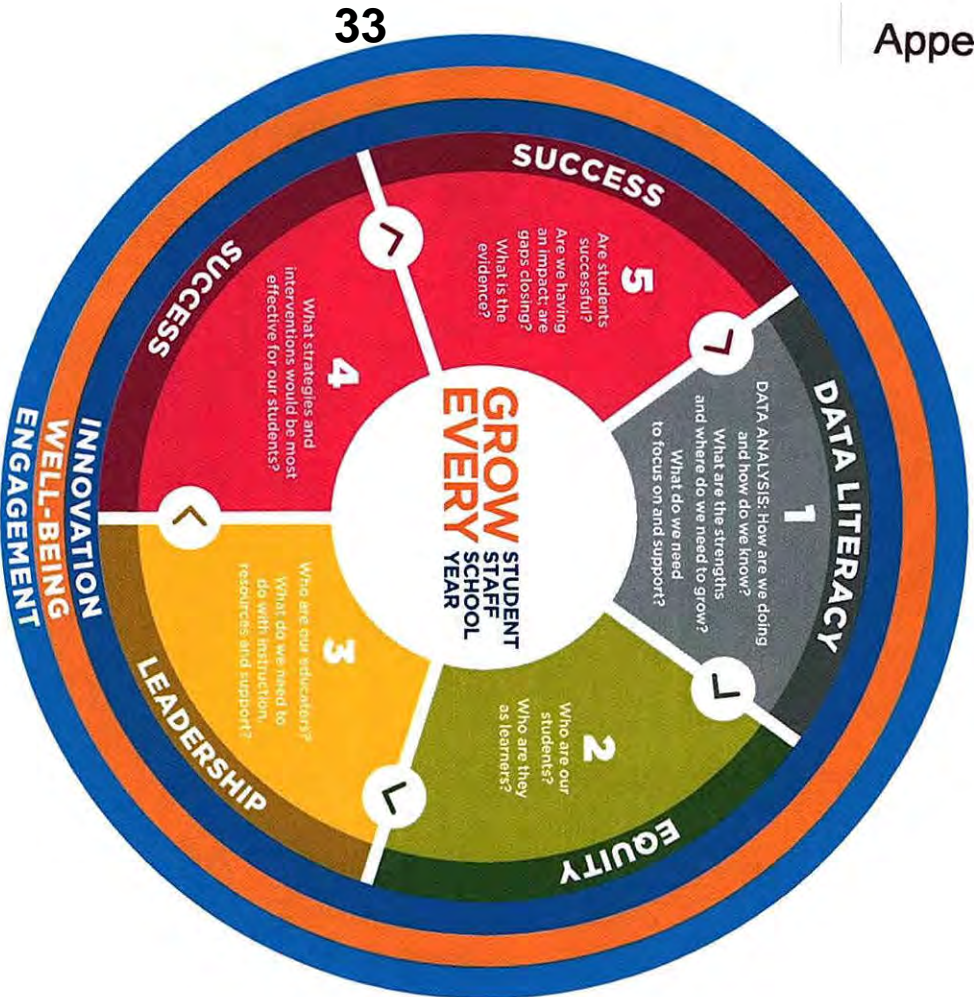 33
Appe
DATA LITERACY
1
DATA ANALYSIS: How are we doing
and how do we know?
What are the strengths
and where do we need to grow?
What do we need
to focus on and support?
EQUITY
2
Who are our
students?
Who are they
as learners?
LEADERSHIP
3
Who are our educators?
What do we need to
do with instruction,
resources and support?
SUCCESS
4
What strategies and
interventions would be most
effective for our students?
SUCCESS
5
Are students
successful?
Are we having
an impact; are
gaps closing?
What is the
evidence?
GROW
EVERY
STUDENT
STAFF
SCHOOL
YEAR
INNOVATION
WELL-BEING
ENGAGEMENT